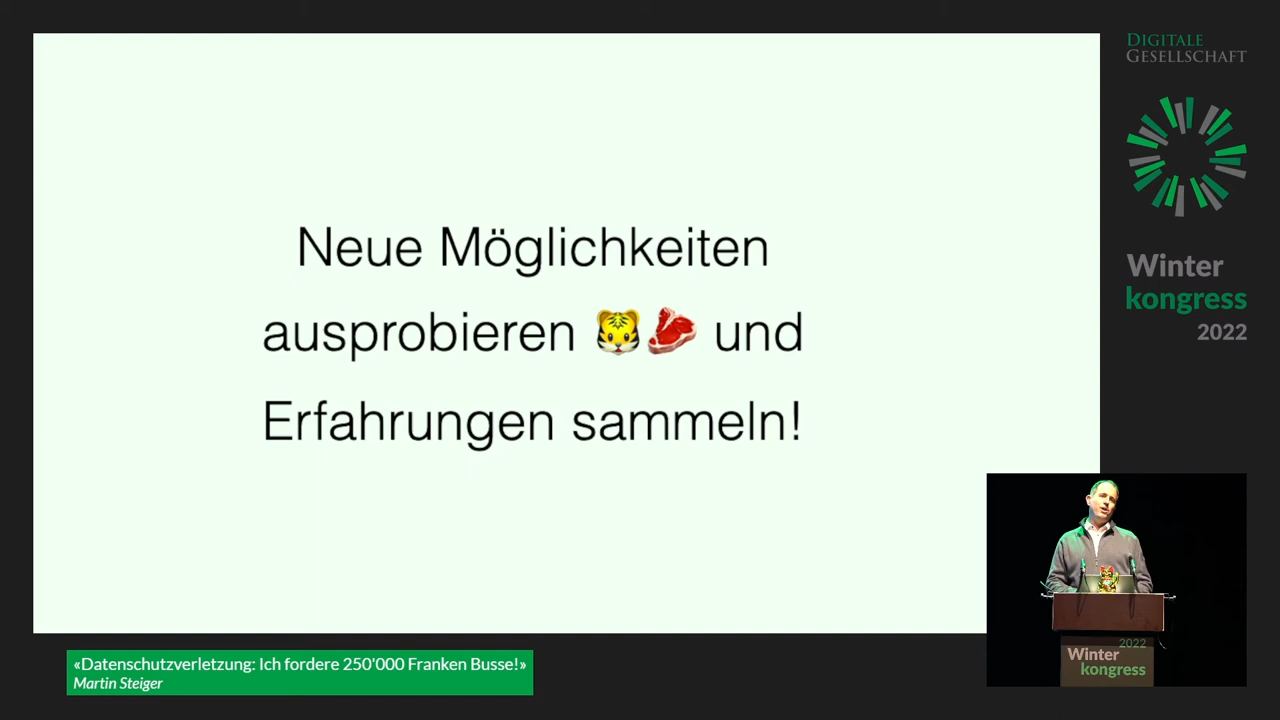 Neue Möglichkeiten
ausprobieren 🐯🥩 und
Erfahrungen sammeln!
DIGITALE
GESELLSCHAFT
Winter
kongress
2022
2022
Winter
kongress
«Datenschutzverletzung: Ich fordere 250'000 Franken Busse!»
Martin Steiger